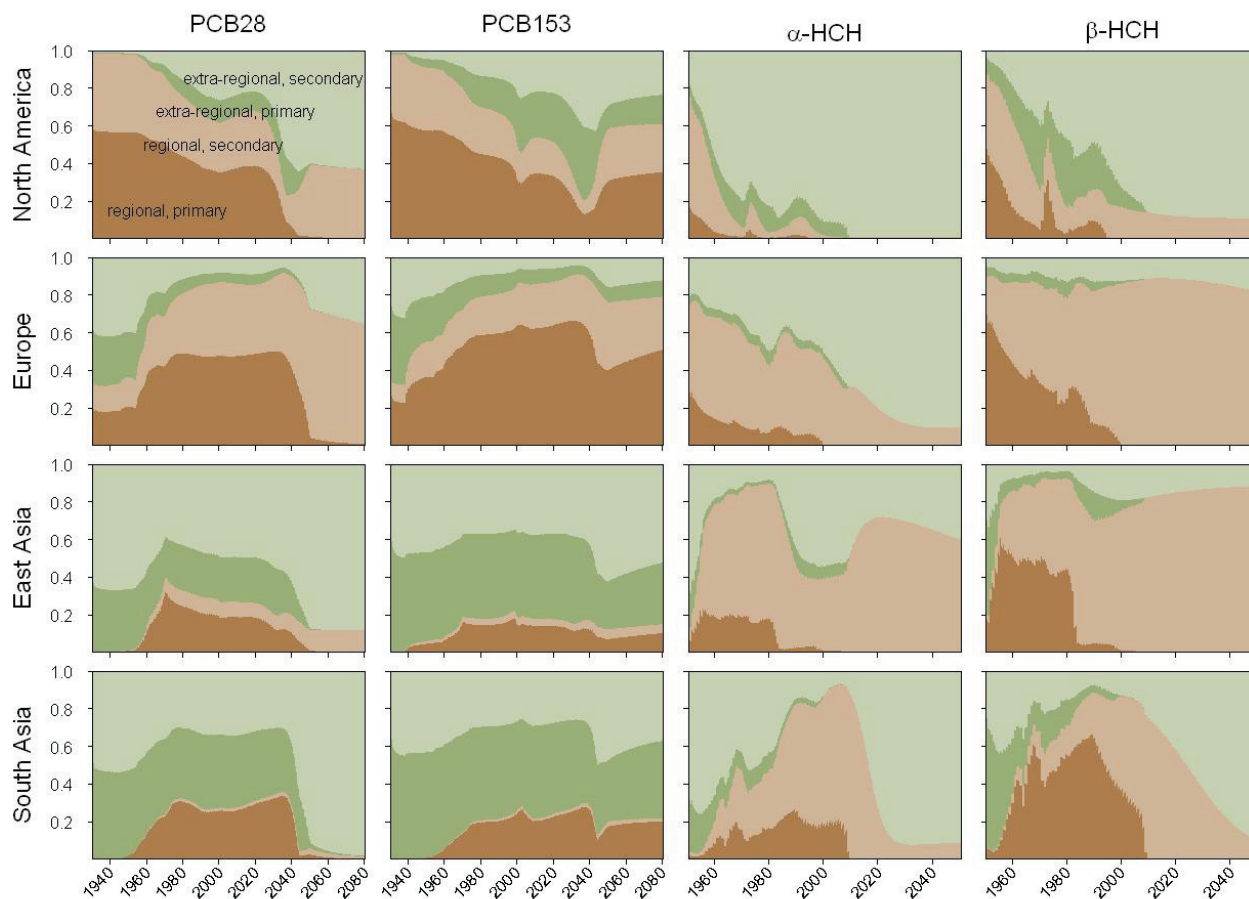 PCB28 PCB153 α-HCH β-HCH
North America
1.0
0.8
0.6
0.4
0.2
extra-regional, secondary
extra-regional, primary
regional, secondary
regional, primary
Europe
1.0
0.8
0.6
0.4
0.2
East Asia
1.0
0.8
0.6
0.4
0.2
South Asia
1.0
0.8
0.6
0.4
0.2
1940 1960 1980 2000 2020 2040 2060 2080 1940 1960 1980 2000 2020 2040 2060 2080 1960 1980 2000 2020 2040 1960 1980 2000 2020 2040